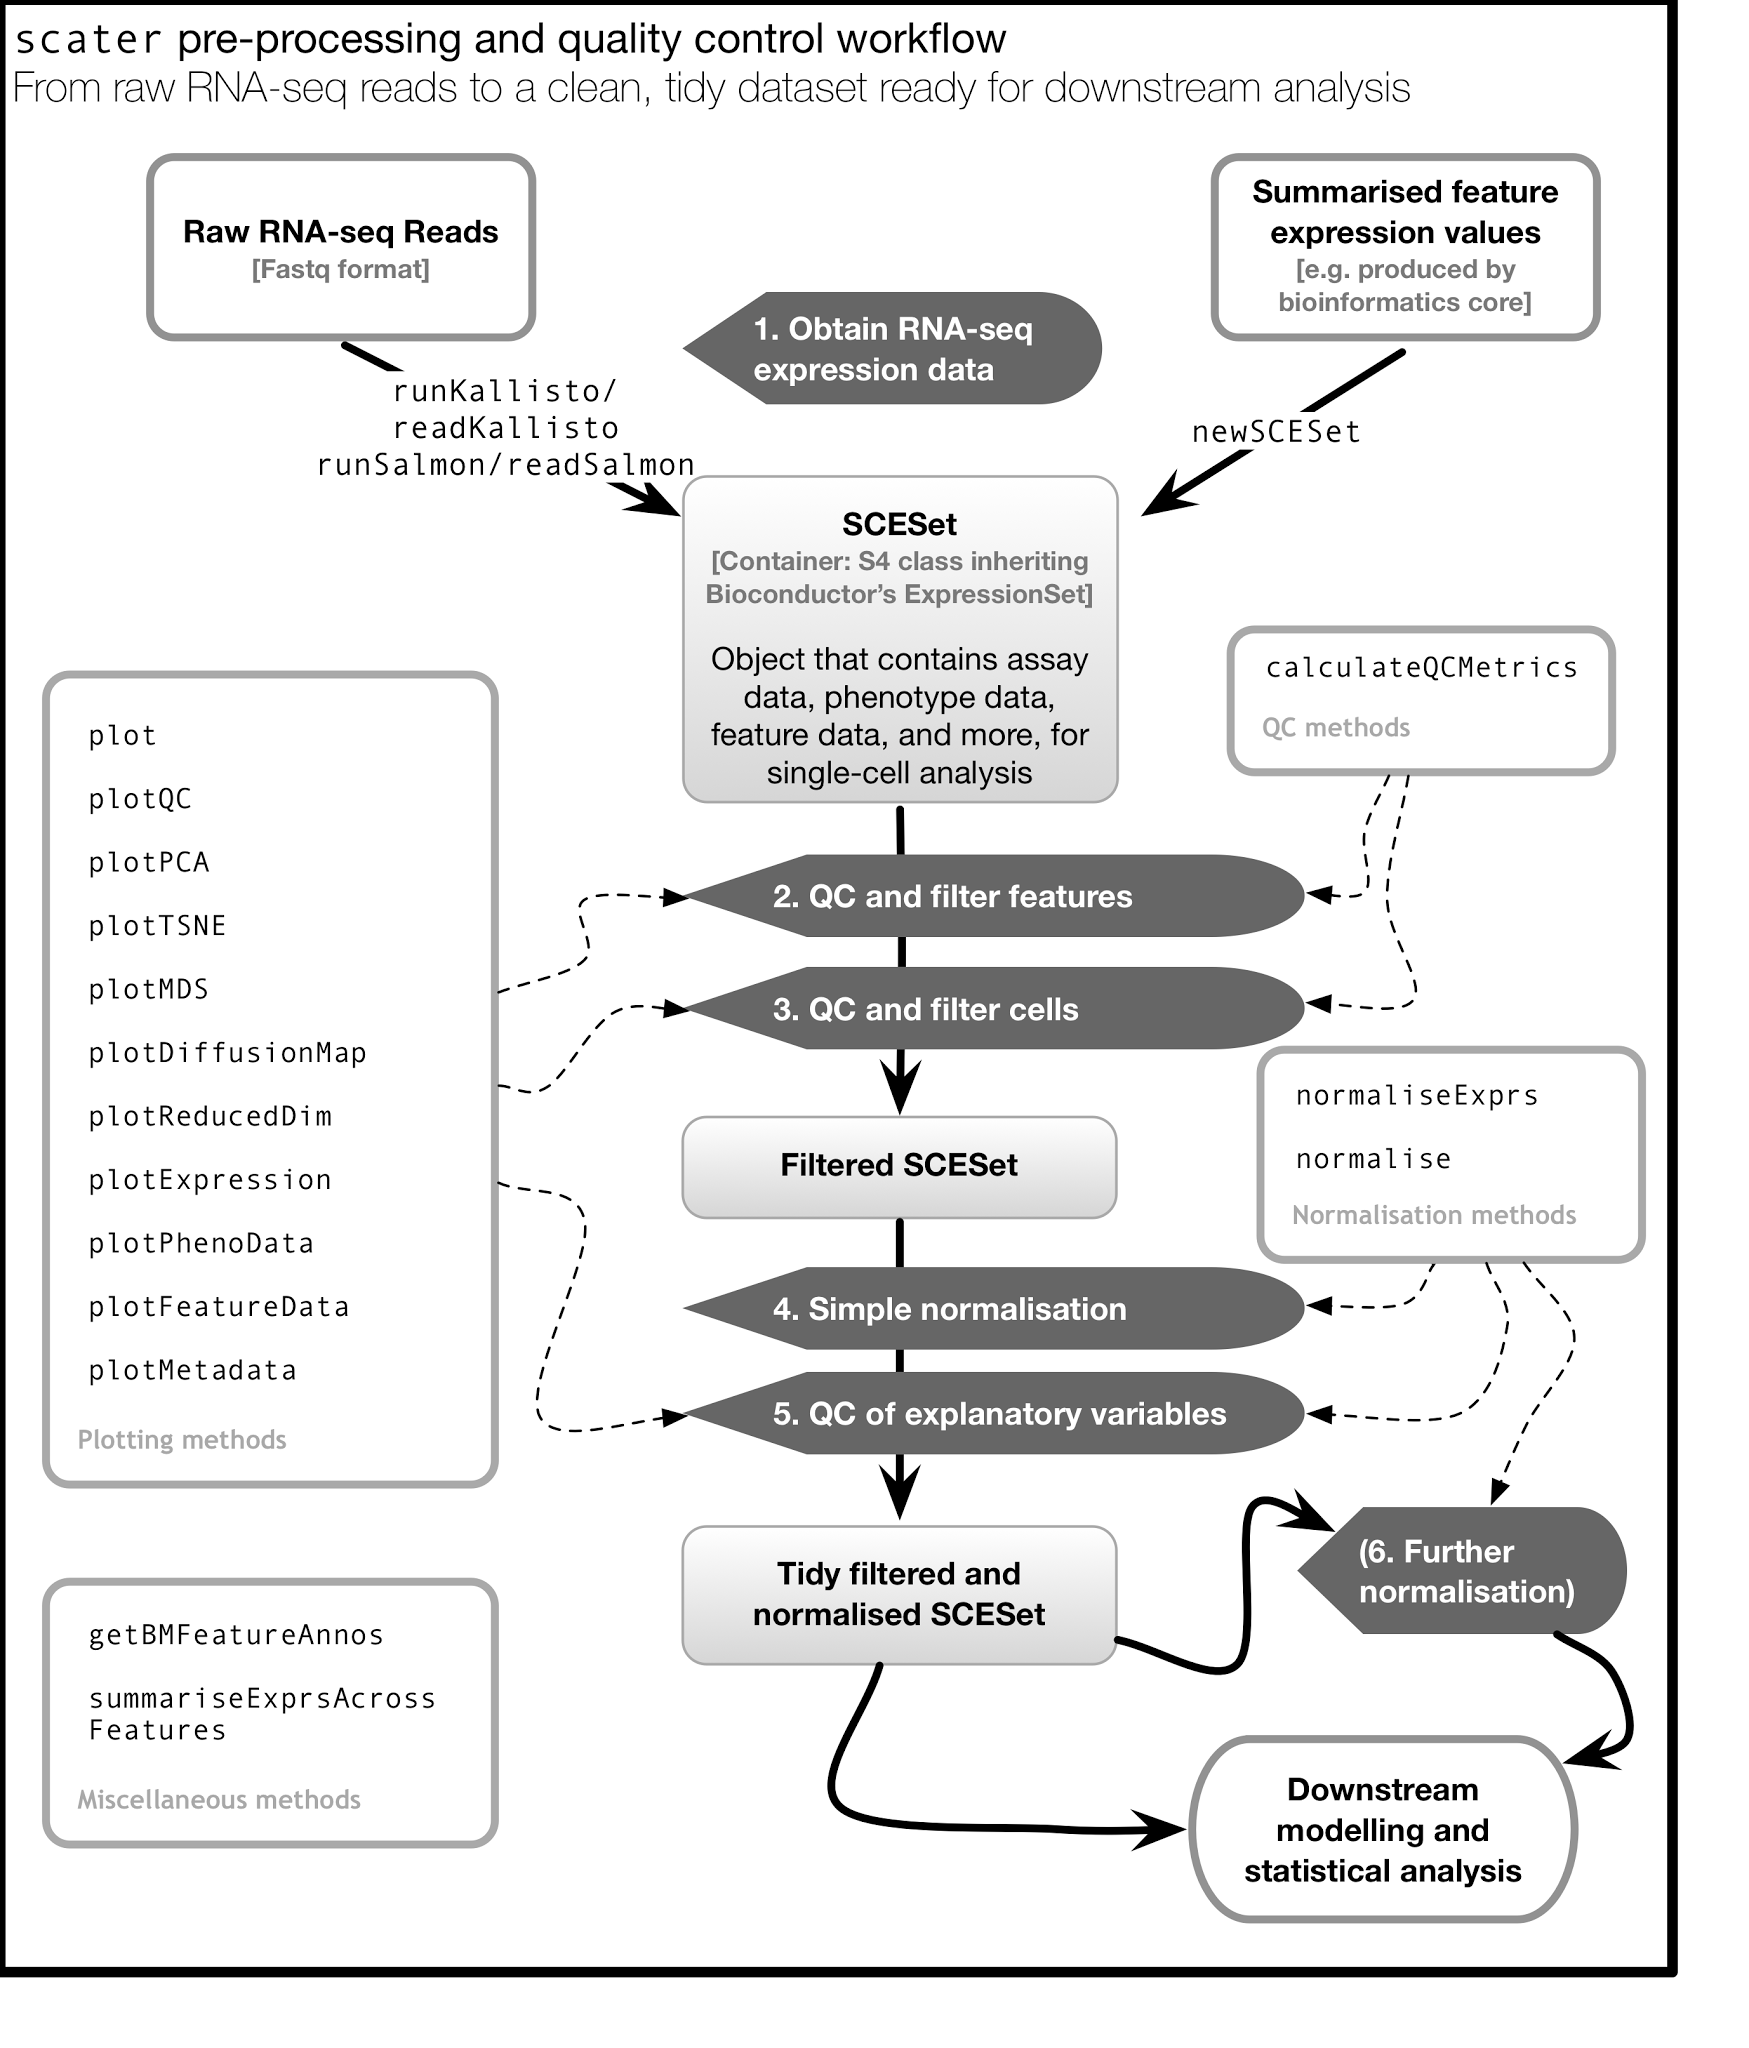 scater pre-processing and quality control workflow
From raw RNA-seq reads to a clean, tidy dataset ready for downstream analysis
Raw RNA-seq Reads
[Fastq format]
Summarised feature
expression values
[e.g. produced by
bioinformatics core]
1. Obtain RNA-seq
expression data
runKallisto/
readKallisto
runSalmon/readSalmon
newSCESet
SCESet
[Container: S4 class inheriting
Bioconductor’s ExpressionSet]
Object that contains assay
data, phenotype data,
feature data, and more, for
single-cell analysis
calculateQCMetrics
QC methods
plot
plotQC
plotPCA
plotTSNE
plotMDS
plotDiffusionMap
plotReducedDim
plotExpression
plotPhenoData
plotFeatureData
plotMetadata
Plotting methods
2. QC and filter features
3. QC and filter cells
Filtered SCESet
normaliseExprs
normalise
Normalisation methods
4. Simple normalisation
5. QC of explanatory variables
Tidy filtered and
normalised SCESet
(6. Further
normalisation)
getBMFeatureAnnos
summariseExprsAcross
Features
Miscellaneous methods
Downstream
modelling and
statistical analysis